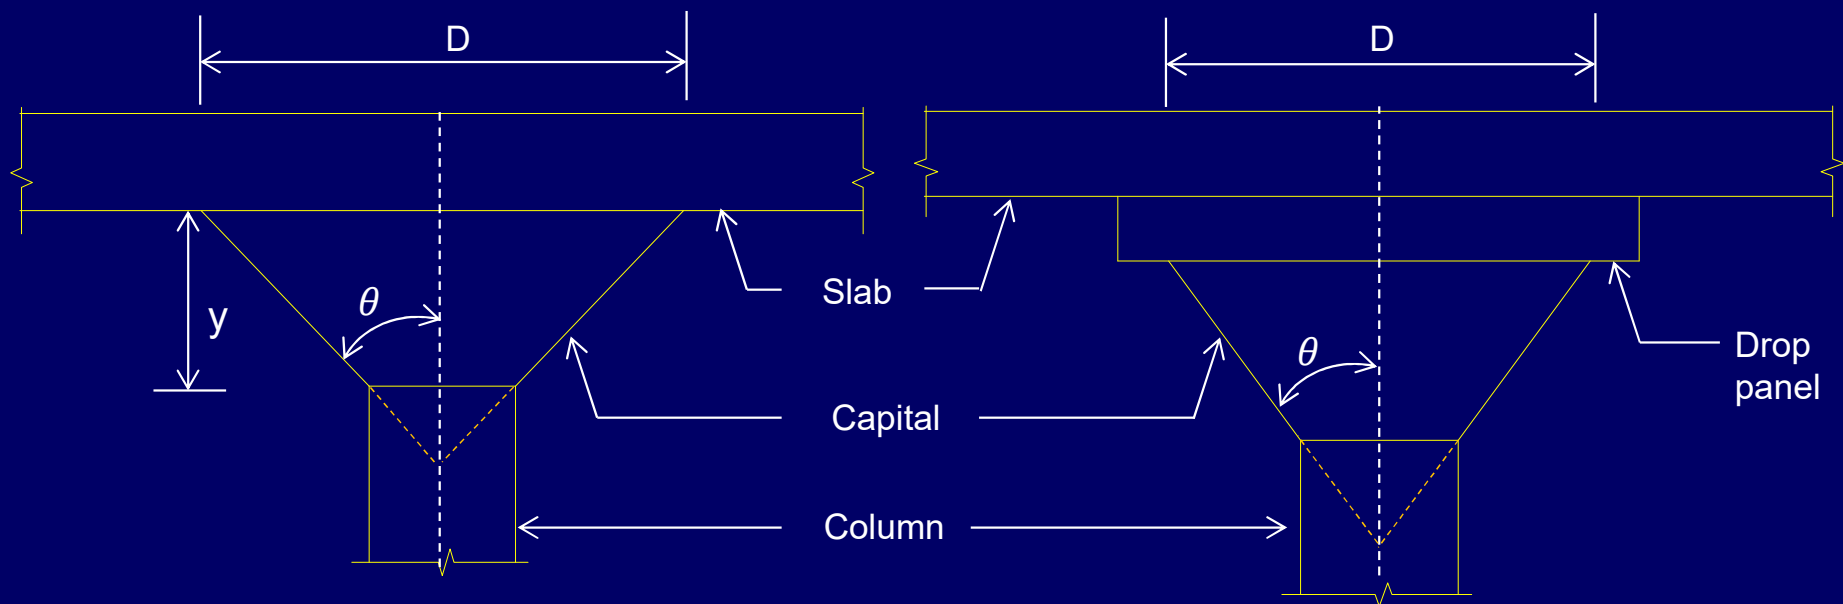 D
D
θ
y
Slab
θ
Drop
panel
Capital
Column